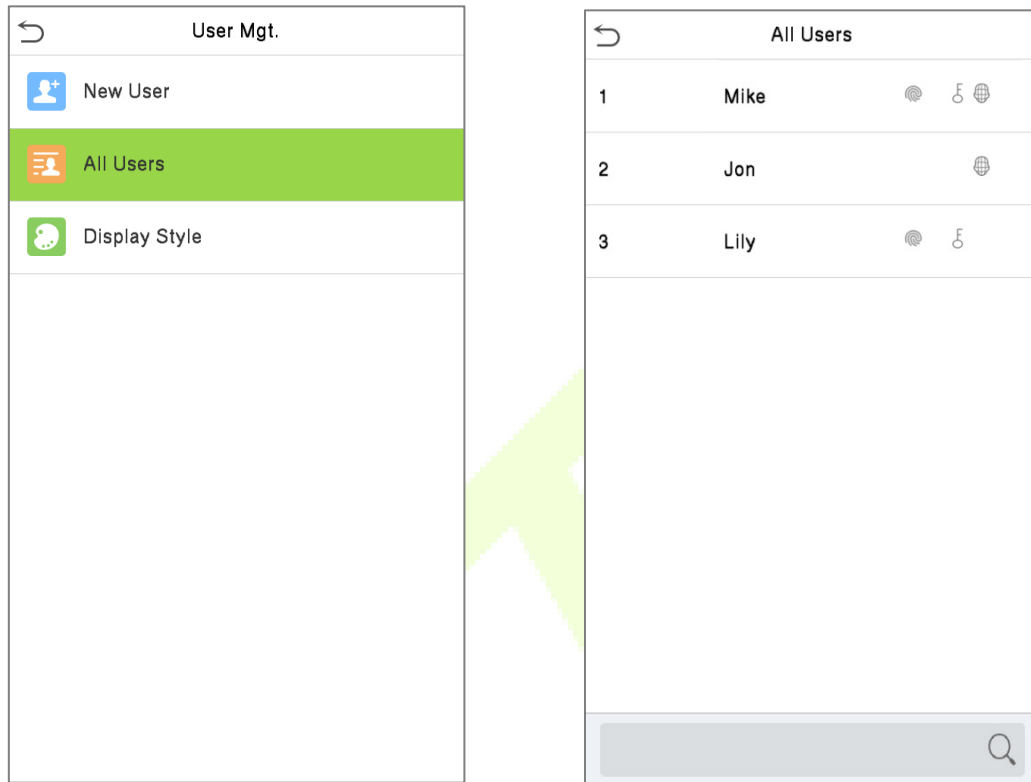 User Mgt.
New User
All Users
Display Style
All Users
1 Mike
2 Jon
3 Lily